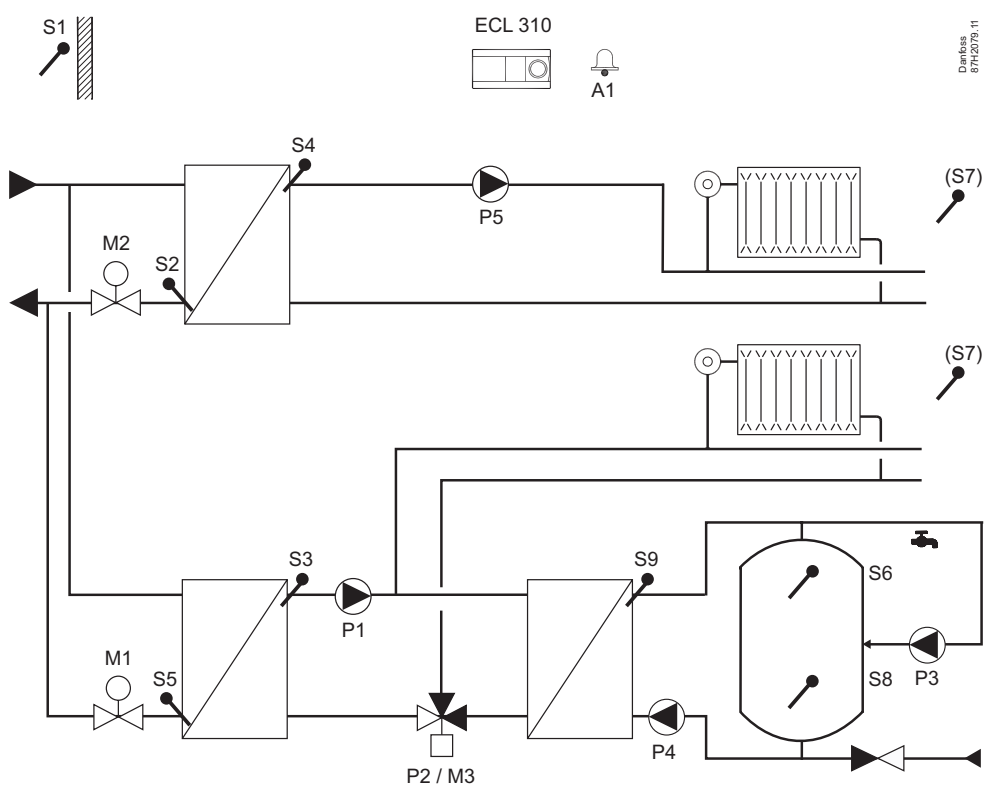 S1
ECL 310
A1
Danfoss
87H2079.11
S4
P5
(S7)
M2
S2
(S7)
S3
P1
S9
S6
M1
S5
S8
P3
P4
P2 / M3